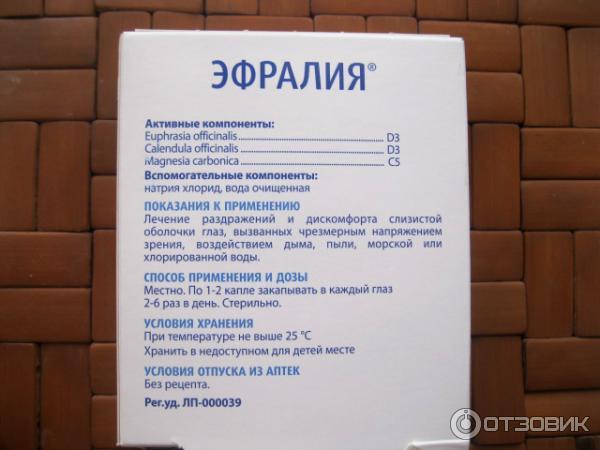 ЭФРАЛИЯ®
Активные компоненты:
Euphrasia officinalis D3
Calendula officinalis D3
Magnesia carbonica C5
Вспомогательные компоненты:
натрия хлорид, вода очищенная
ПОКАЗАНИЯ К ПРИМЕНЕНИЮ
Лечение раздражений и дискомфорта слизистой
оболочки глаз, вызванных чрезмерным напряжением
зрения, воздействием дыма, пыли, морской или
хлорированной воды.
СПОСОБ ПРИМЕНЕНИЯ И ДОЗЫ
Местно. По 1-2 капле закапывать в каждый глаз
2-6 раз в день. Стерильно.
УСЛОВИЯ ХРАНЕНИЯ
При температуре не выше 25 °C
Хранить в недоступном для детей месте
УСЛОВИЯ ОТПУСКА ИЗ АПТЕК
Без рецепта.
Рег.уд. ЛП-000039
ОТЗОВИК